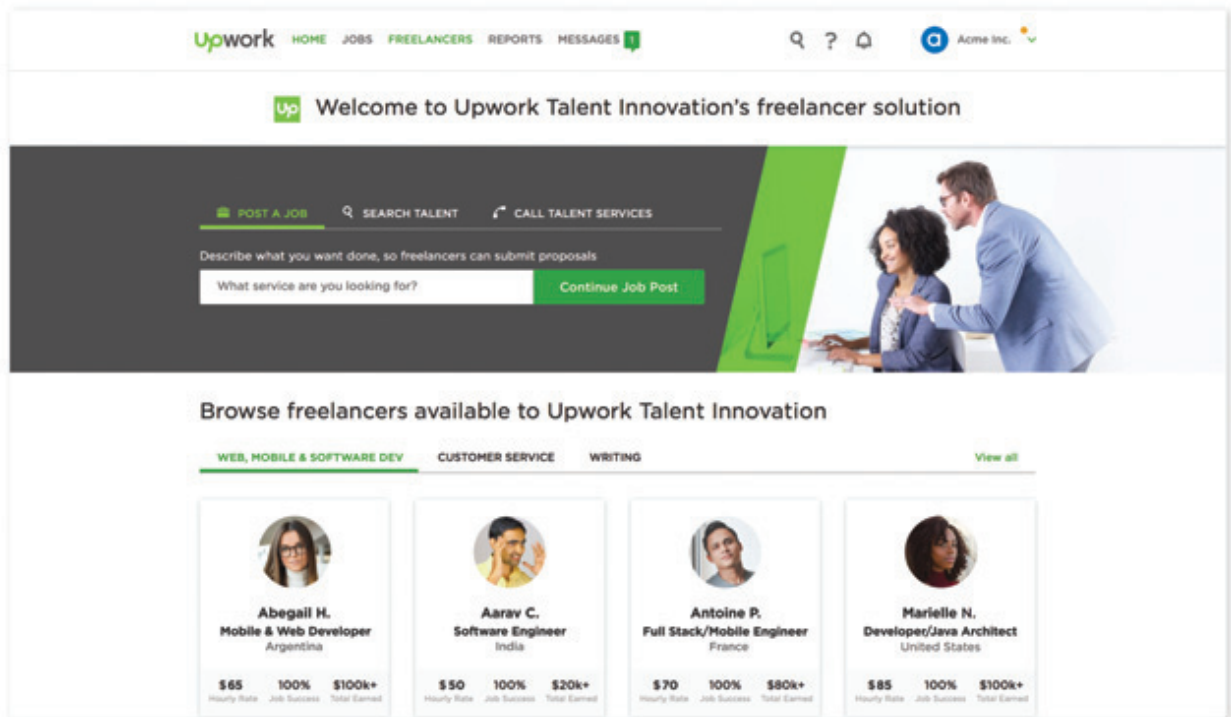 Upwork HOME JOBS FREELANCERS REPORTS MESSAGES 1 ? a Acme Inc.
Up Welcome to Upwork Talent Innovation's freelancer solution
POST A JOB SEARCH TALENT CALL TALENT SERVICES
Describe what you want done, so freelancers can submit proposals
What service are you looking for? Continue Job Post
Browse freelancers available to Upwork Talent Innovation
WEB, MOBILE & SOFTWARE DEV CUSTOMER SERVICE WRITING View all
Abegail H. Aarav C. Antoine P. Marielle N.
Mobile & Web Developer Software Engineer Full Stack/Mobile Engineer Developer/Java Architect
Argentina India France United States
$65 100% $100k+ $50 100% $20k+ $70 100% $80k+ $85 100% $100k+
Hourly Rate Job Success Total Earned Hourly Rate Job Success Total Earned Hourly Rate Job Success Total Earned Hourly Rate Job Success Total Earned